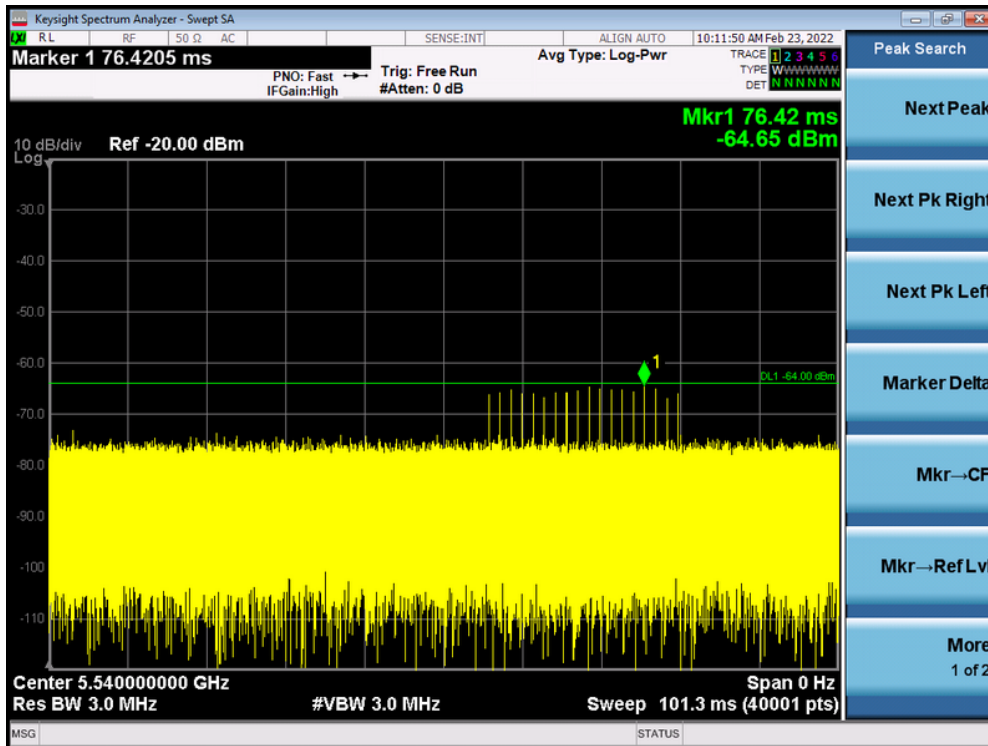 Keysight Spectrum Analyzer - Swept SA
LXI RL RF 50 Ω AC SENSE:INT ALIGN AUTO 10:11:50 AM Feb 23, 2022
Marker 1 76.4205 ms
PNO: Fast
IFGain:High
Trig: Free Run
#Atten: 0 dB
Avg Type: Log-Pwr
TRACE 1 2 3 4 5 6
TYPE WWWWWW
DET N N N N N N
Mkr1 76.42 ms
-64.65 dBm
10 dB/div
Log
Ref -20.00 dBm
-30.0
-40.0
-50.0
-60.0
1
DL1 -64.00 dBm
-70.0
-80.0
-90.0
-100
-110
Center 5.540000000 GHz
Span 0 Hz
Res BW 3.0 MHz
#VBW 3.0 MHz
Sweep 101.3 ms (40001 pts)
MSG
STATUS
Peak Search
Next Peak
Next Pk Right
Next Pk Left
Marker Delta
Mkr→CF
Mkr→Ref Lvl
More
1 of 2